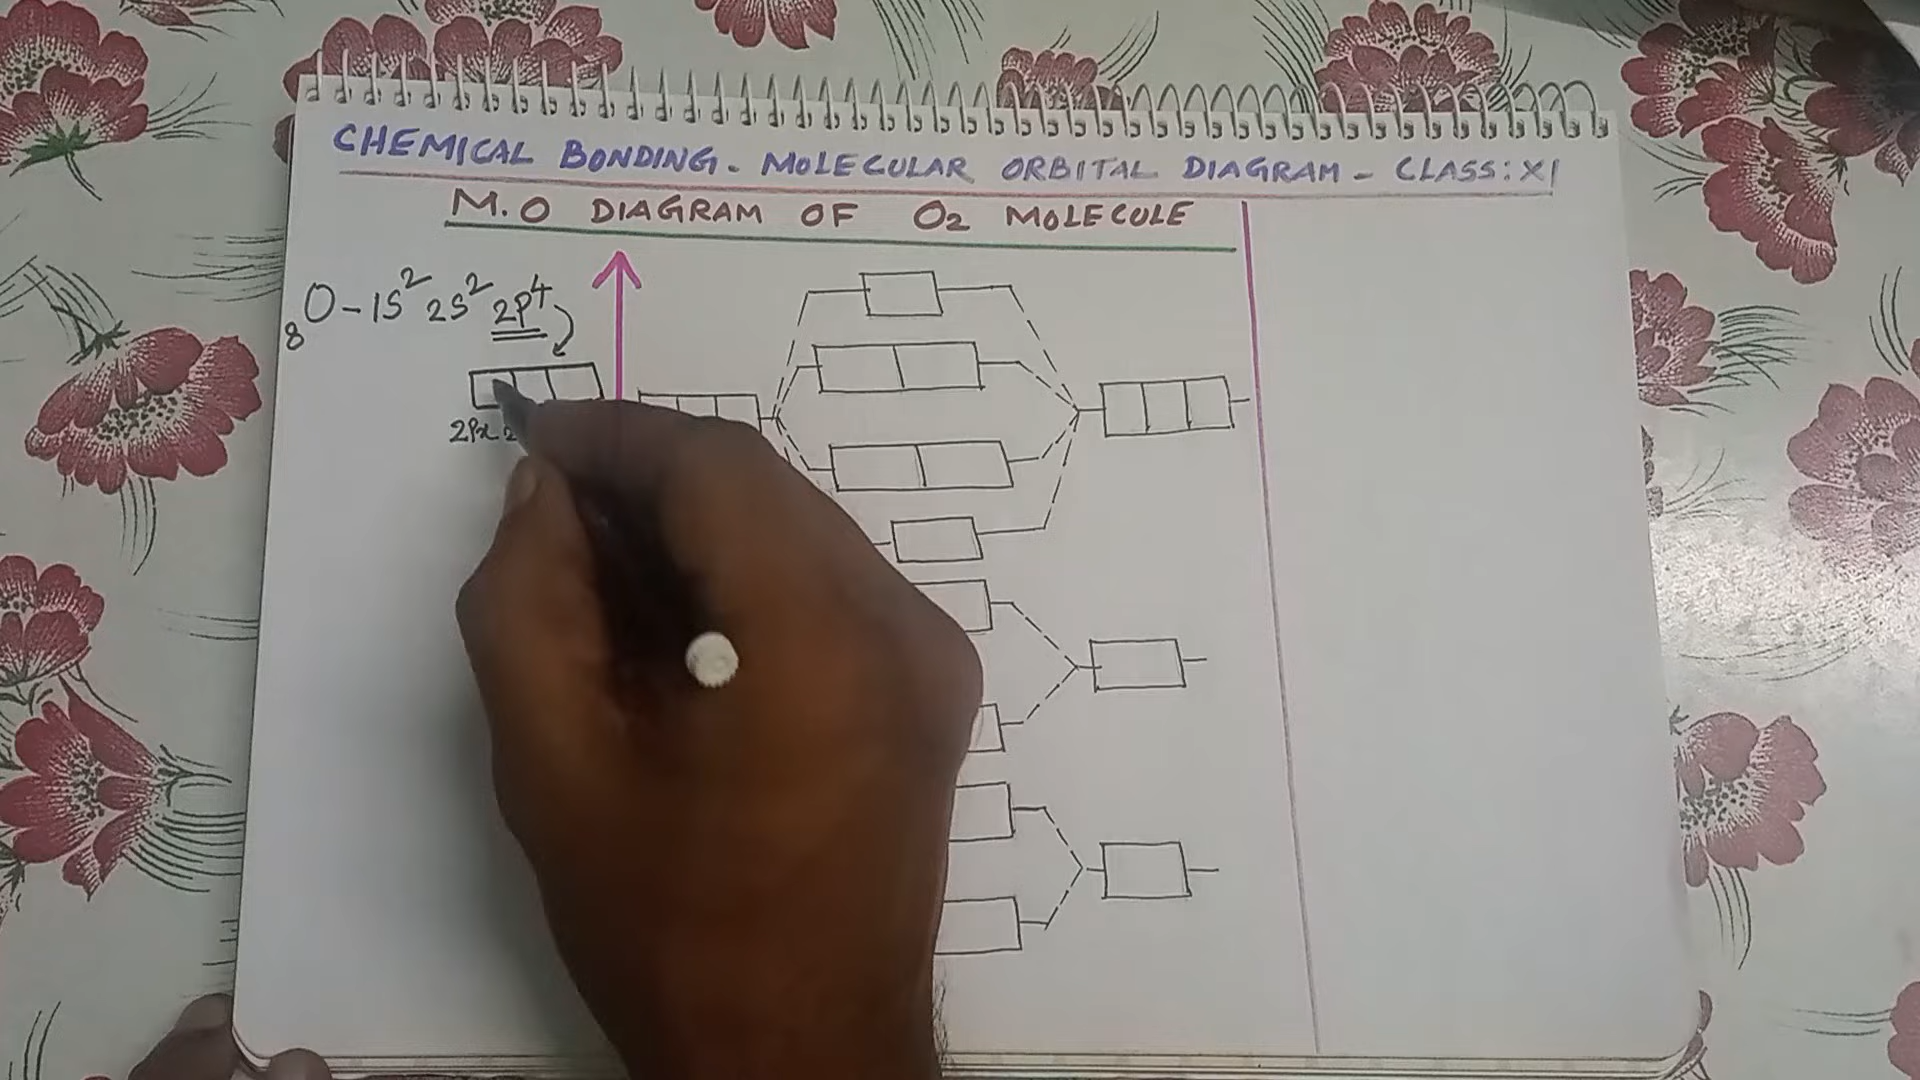 CHEMICAL BONDING - MOLECULAR ORBITAL DIAGRAM - CLASS: XI
M.O DIAGRAM OF O2 MOLECULE
₈O - 1S² 2S² 2P⁴
2Px